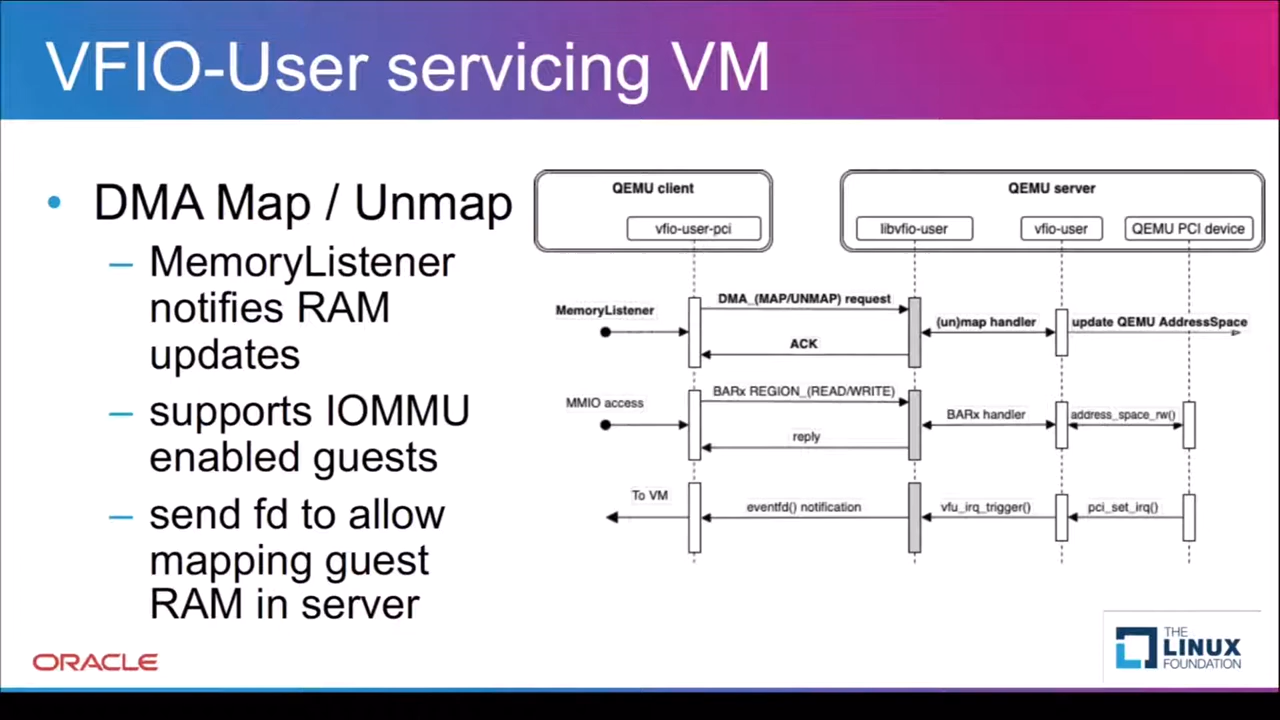 VFIO-User servicing VM
• DMA Map / Unmap
– MemoryListener
notifies RAM
updates
– supports IOMMU
enabled guests
– send fd to allow
mapping guest
RAM in server
QEMU client
vfio-user-pci
QEMU server
libvfio-user
vfio-user
QEMU PCI device
MemoryListener
DMA_(MAP/UNMAP) request
ACK
(un)map handler
update QEMU AddressSpace
MMIO access
BARx REGION_(READ/WRITE)
reply
BARx handler
address_space_rw()
To VM
eventfd() notification
vfu_irq_trigger()
pci_set_irq()
ORACLE
THE
LINUX
FOUNDATION